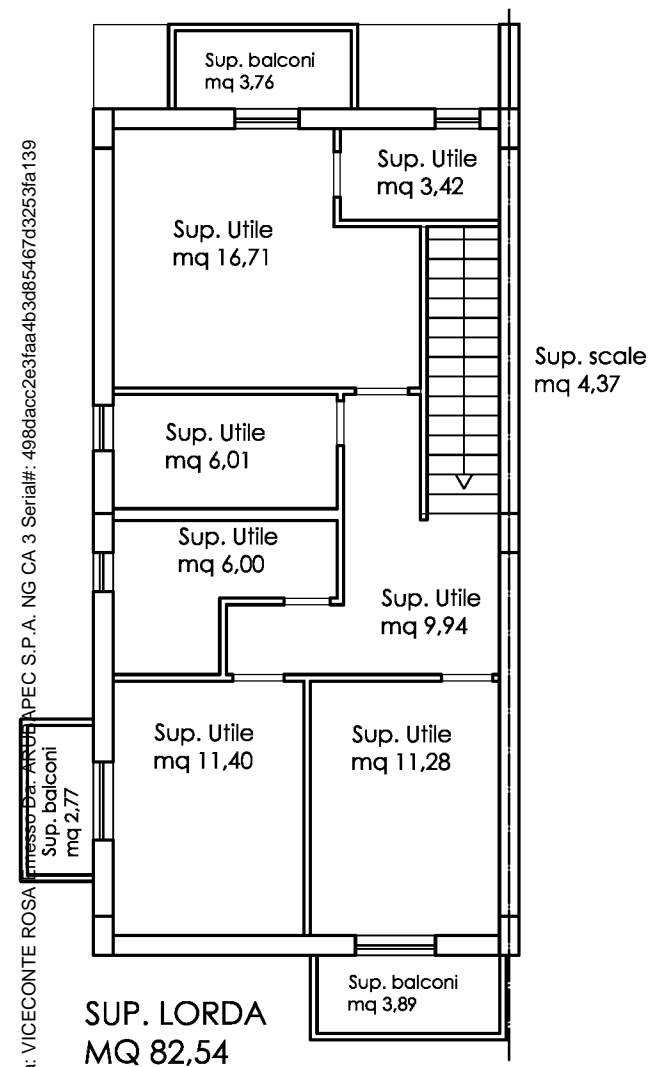 Sup. balconi
mq 3,76
Sup. Utile
mq 3,42
Sup. Utile
mq 16,71
Sup. scale
mq 4,37
Sup. Utile
mq 6,01
Sup. Utile
mq 6,00
Sup. Utile
mq 9,94
Sup. Utile
mq 11,40
Sup. Utile
mq 11,28
Sup. balconi
mq 2,77
Sup. balconi
mq 3,89
SUP. LORDA
MQ 82,54
a: VICECONTE ROSA Emesso Da: ARUBAPEC S.P.A. NG CA 3 Serial#: 498dacc2e3faa4b3d85467d3253fa139